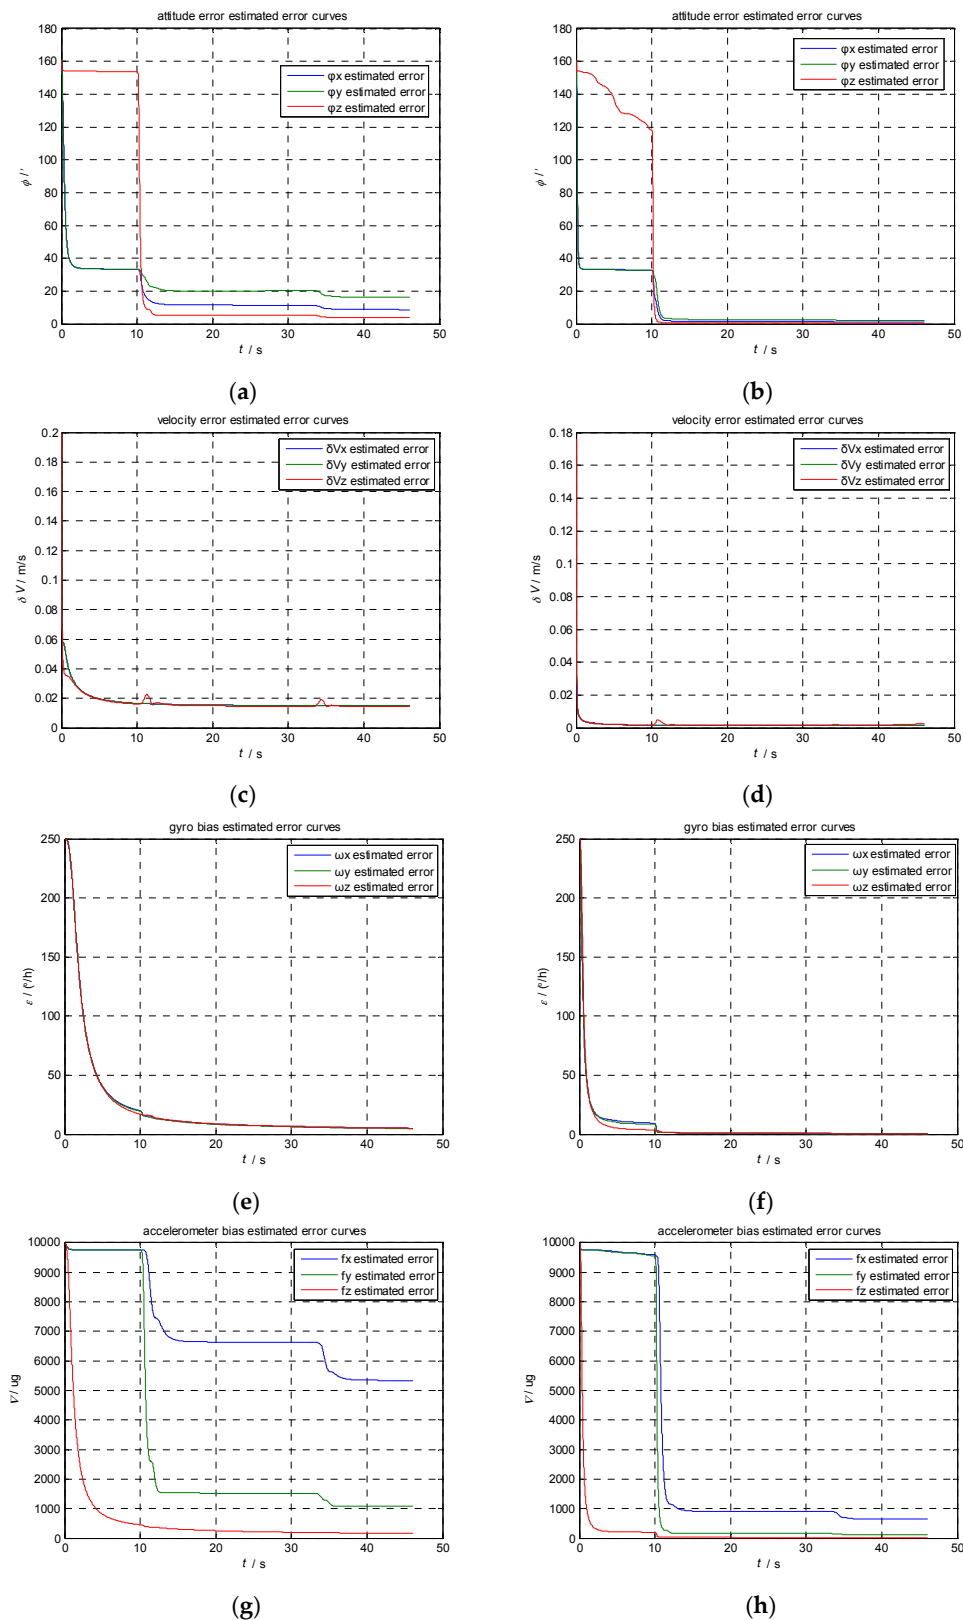 attitude error estimated error curves
180
160
140
120
100
80
60
40
20
0
ϕ /′
φx estimated error
φy estimated error
φz estimated error
0 10 20 30 40 50
t / s
(a)
attitude error estimated error curves
180
160
140
120
100
80
60
40
20
0
ϕ /′
φx estimated error
φy estimated error
φz estimated error
0 10 20 30 40 50
t / s
(b)
velocity error estimated error curves
0.2
0.18
0.16
0.14
0.12
0.1
0.08
0.06
0.04
0.02
0
δ V / m/s
δVx estimated error
δVy estimated error
δVz estimated error
0 10 20 30 40 50
t / s
(c)
velocity error estimated error curves
0.18
0.16
0.14
0.12
0.1
0.08
0.06
0.04
0.02
0
δ V / m/s
δVx estimated error
δVy estimated error
δVz estimated error
0 10 20 30 40 50
t / s
(d)
gyro bias estimated error curves
250
200
150
100
50
0
ε / (°/h)
ωx estimated error
ωy estimated error
ωz estimated error
0 10 20 30 40 50
t / s
(e)
gyro bias estimated error curves
250
200
150
100
50
0
ε / (°/h)
ωx estimated error
ωy estimated error
ωz estimated error
0 10 20 30 40 50
t / s
(f)
accelerometer bias estimated error curves
10000
9000
8000
7000
6000
5000
4000
3000
2000
1000
0
∇ / ug
fx estimated error
fy estimated error
fz estimated error
0 10 20 30 40 50
t / s
(g)
accelerometer bias estimated error curves
10000
9000
8000
7000
6000
5000
4000
3000
2000
1000
0
∇ / ug
fx estimated error
fy estimated error
fz estimated error
0 10 20 30 40 50
t / s
(h)